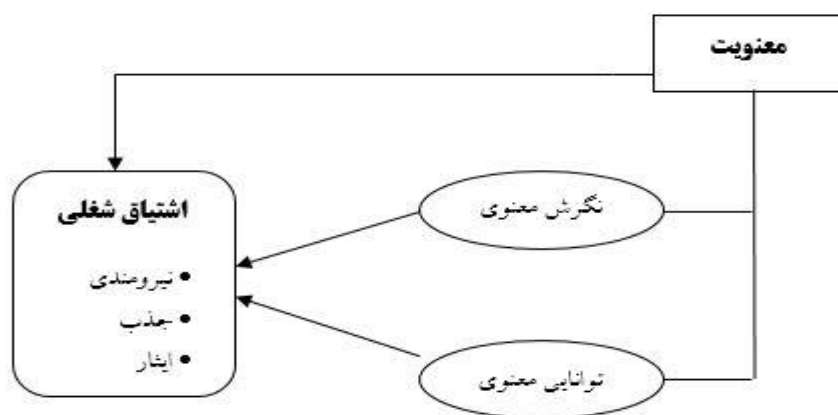 معنویت
نگرش معنوی
توانایی معنوی
اشتیاق شغلی
• نیرومندی
• جذب
• ایثار